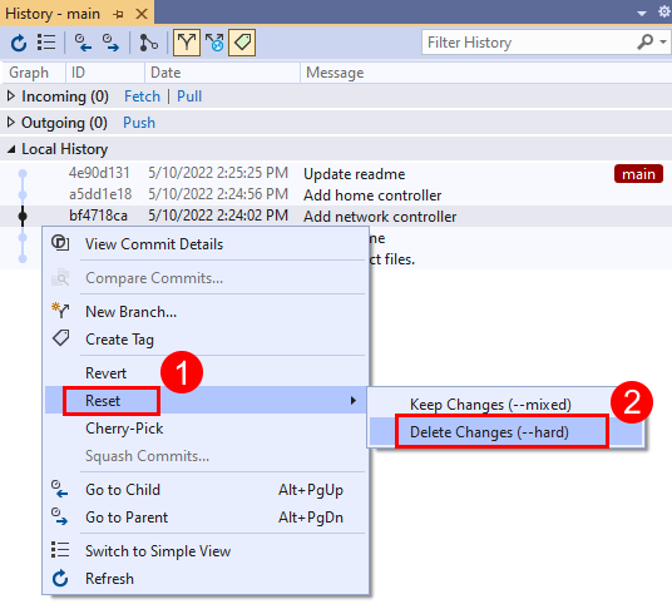 History - main
Filter History
Graph ID Date Message
Incoming (0) Fetch | Pull
Outgoing (0) Push
Local History
4e90d131 5/10/2022 2:25:25 PM Update readme main
a5dd1e18 5/10/2022 2:24:56 PM Add home controller
bf4718ca 5/10/2022 2:24:02 PM Add network controller
me
ct files.
View Commit Details
Compare Commits...
New Branch...
Create Tag
Revert
1
Reset
Keep Changes (--mixed)
2
Delete Changes (--hard)
Cherry-Pick
Squash Commits...
Go to Child Alt+PgUp
Go to Parent Alt+PgDn
Switch to Simple View
Refresh